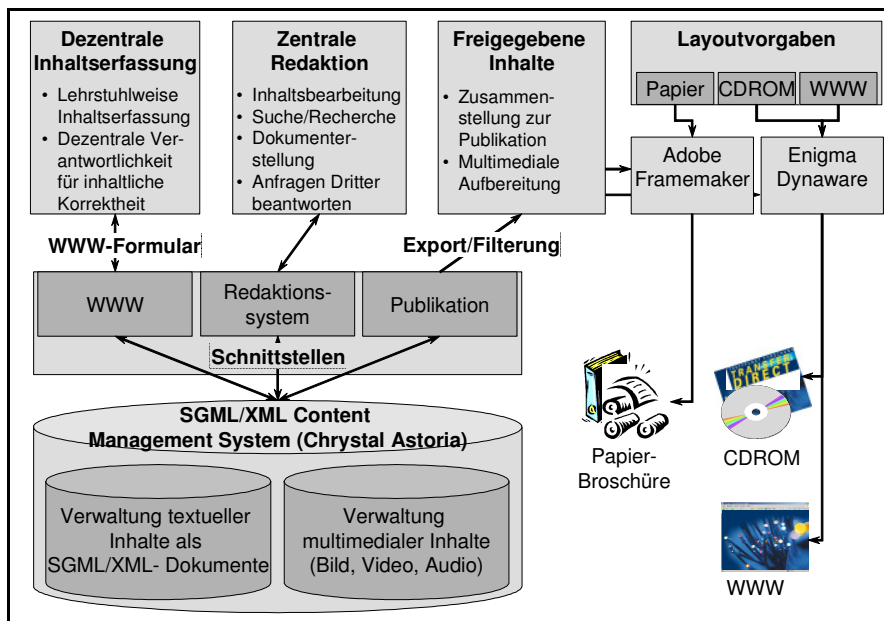 Dezentrale
Inhaltserfassung
• Lehrstuhlweise
Inhaltserfassung
• Dezentrale Ver-
antwortlichkeit
für inhaltliche
Korrektheit
Zentrale
Redaktion
• Inhaltsbearbeitung
• Suche/Recherche
• Dokumenter-
stellung
• Anfragen Dritter
beantworten
Freigegebene
Inhalte
• Zusammen-
stellung zur
Publikation
• Multimediale
Aufbereitung
Layoutvorgaben
Papier
CDROM
WWW
Adobe
Framemaker
Enigma
Dynaware
WWW-Formular
Export/Filterung
WWW
Redaktions-
system
Publikation
Schnittstellen
SGML/XML Content
Management System (Chrystal Astoria)
Verwaltung textueller
Inhalte als
SGML/XML- Dokumente
Verwaltung
multimedialer Inhalte
(Bild, Video, Audio)
Papier-
Broschüre
TRANSFER
DIRECT
CDROM
WWW